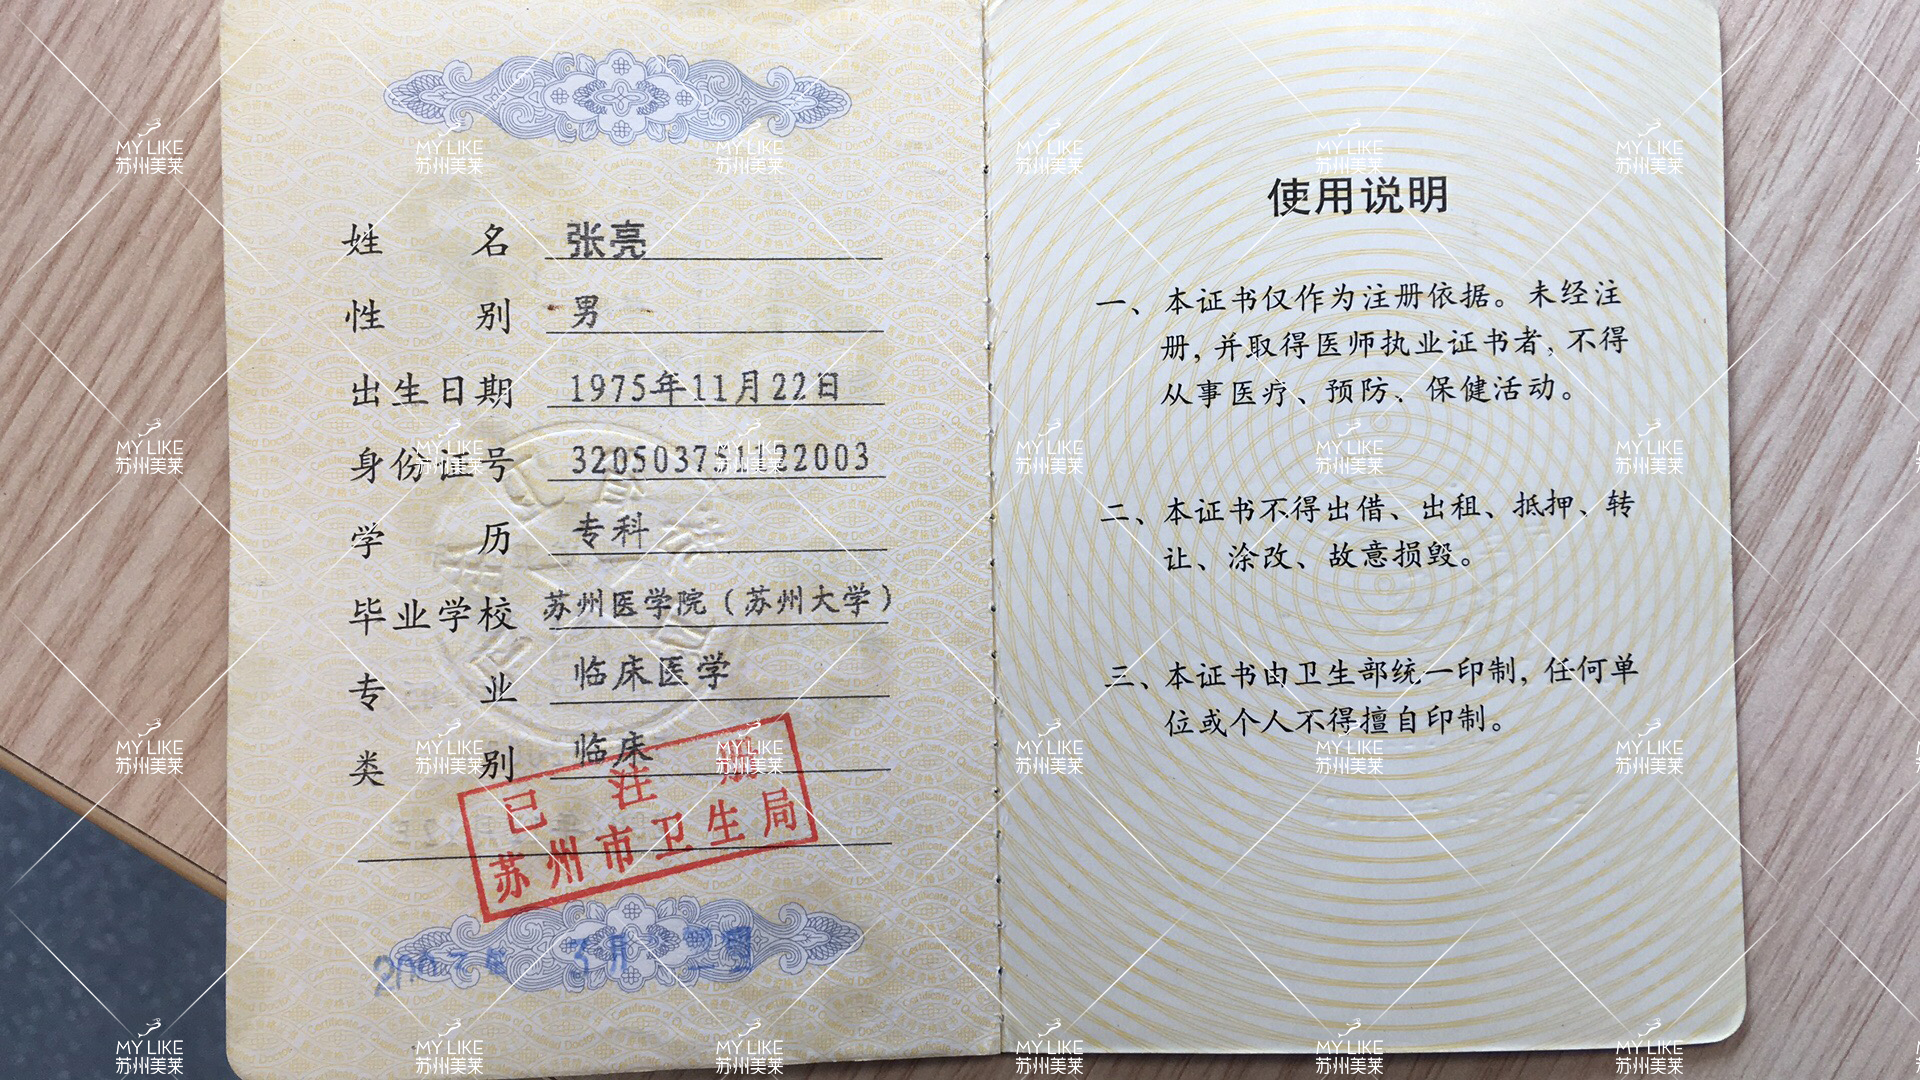 姓 名 张亮
性 别 男
出生日期 1975年11月22日
身份证号 320503751122003
学 历 专科
毕业学校 苏州医学院（苏州大学）
专 业 临床医学
类 别 临床
已 注 册
苏州市卫生局
使用说明
一、本证书仅作为注册依据。未经注
册，并取得医师执业证书者，不得
从事医疗、预防、保健活动。
二、本证书不得出借、出租、抵押、转
让、涂改、故意损毁。
三、本证书由卫生部统一印制，任何单
位或个人不得擅自印制。
MY LIKE
苏州美莱